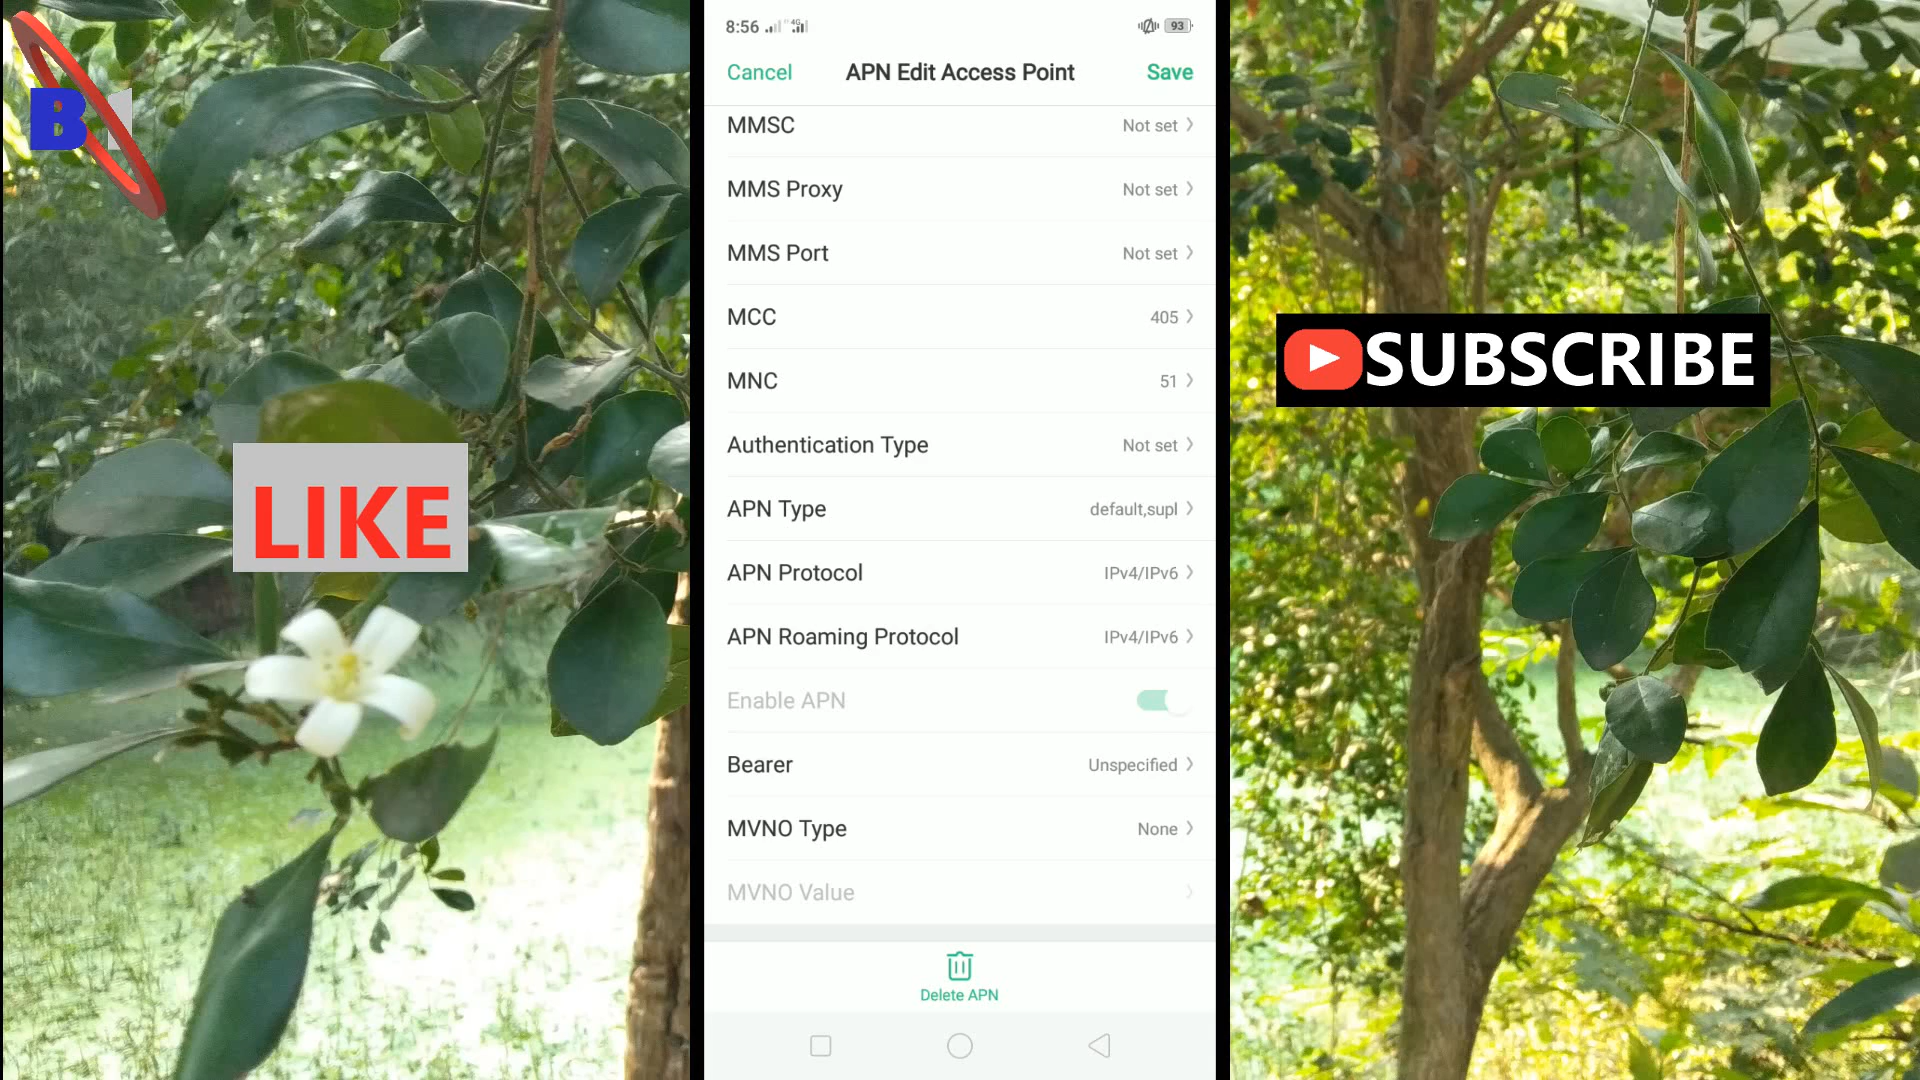 B1
LIKE
8:56 4G 93
Cancel APN Edit Access Point Save
MMSC Not set
MMS Proxy Not set
MMS Port Not set
MCC 405
MNC 51
Authentication Type Not set
APN Type default,supl
APN Protocol IPv4/IPv6
APN Roaming Protocol IPv4/IPv6
Enable APN
Bearer Unspecified
MVNO Type None
MVNO Value
Delete APN
SUBSCRIBE